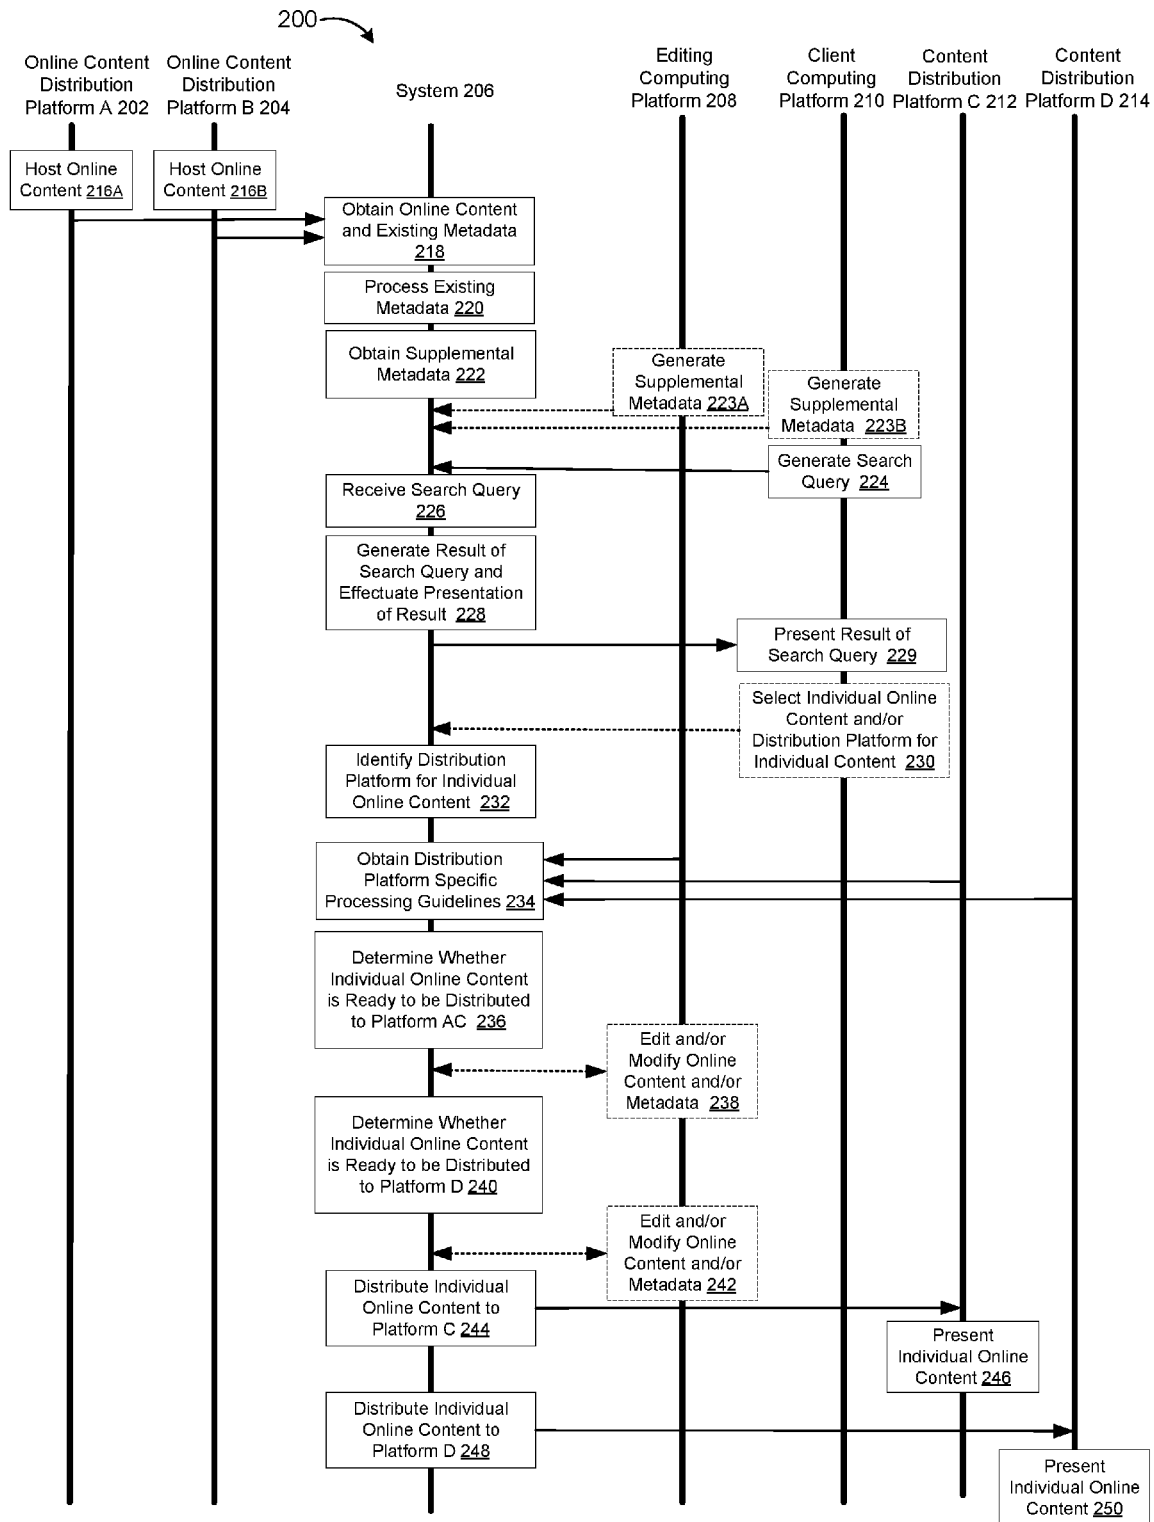 200
Online Content
Distribution
Platform A 202
Online Content
Distribution
Platform B 204
System 206
Editing
Computing
Platform 208
Client
Computing
Platform 210
Content
Distribution
Platform C 212
Content
Distribution
Platform D 214
Host Online
Content 216A
Host Online
Content 216B
Obtain Online Content
and Existing Metadata
218
Process Existing
Metadata 220
Obtain Supplemental
Metadata 222
Generate
Supplemental
Metadata 223A
Generate
Supplemental
Metadata 223B
Generate Search
Query 224
Receive Search Query
226
Generate Result of
Search Query and
Effectuate Presentation
of Result 228
Present Result of
Search Query 229
Select Individual Online
Content and/or
Distribution Platform for
Individual Content 230
Identify Distribution
Platform for Individual
Online Content 232
Obtain Distribution
Platform Specific
Processing Guidelines 234
Determine Whether
Individual Online Content
is Ready to be Distributed
to Platform AC 236
Edit and/or
Modify Online
Content and/or
Metadata 238
Determine Whether
Individual Online Content
is Ready to be Distributed
to Platform D 240
Edit and/or
Modify Online
Content and/or
Metadata 242
Distribute Individual
Online Content to
Platform C 244
Present
Individual Online
Content 246
Distribute Individual
Online Content to
Platform D 248
Present
Individual Online
Content 250